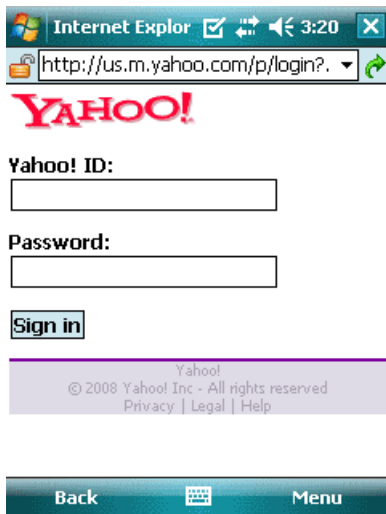 Internet Explor 3:20
http://us.m.yahoo.com/p/login?.
YAHOO!
Yahoo! ID:
Password:
Sign in
Yahoo!
© 2008 Yahoo! Inc - All rights reserved
Privacy | Legal | Help
Back Menu